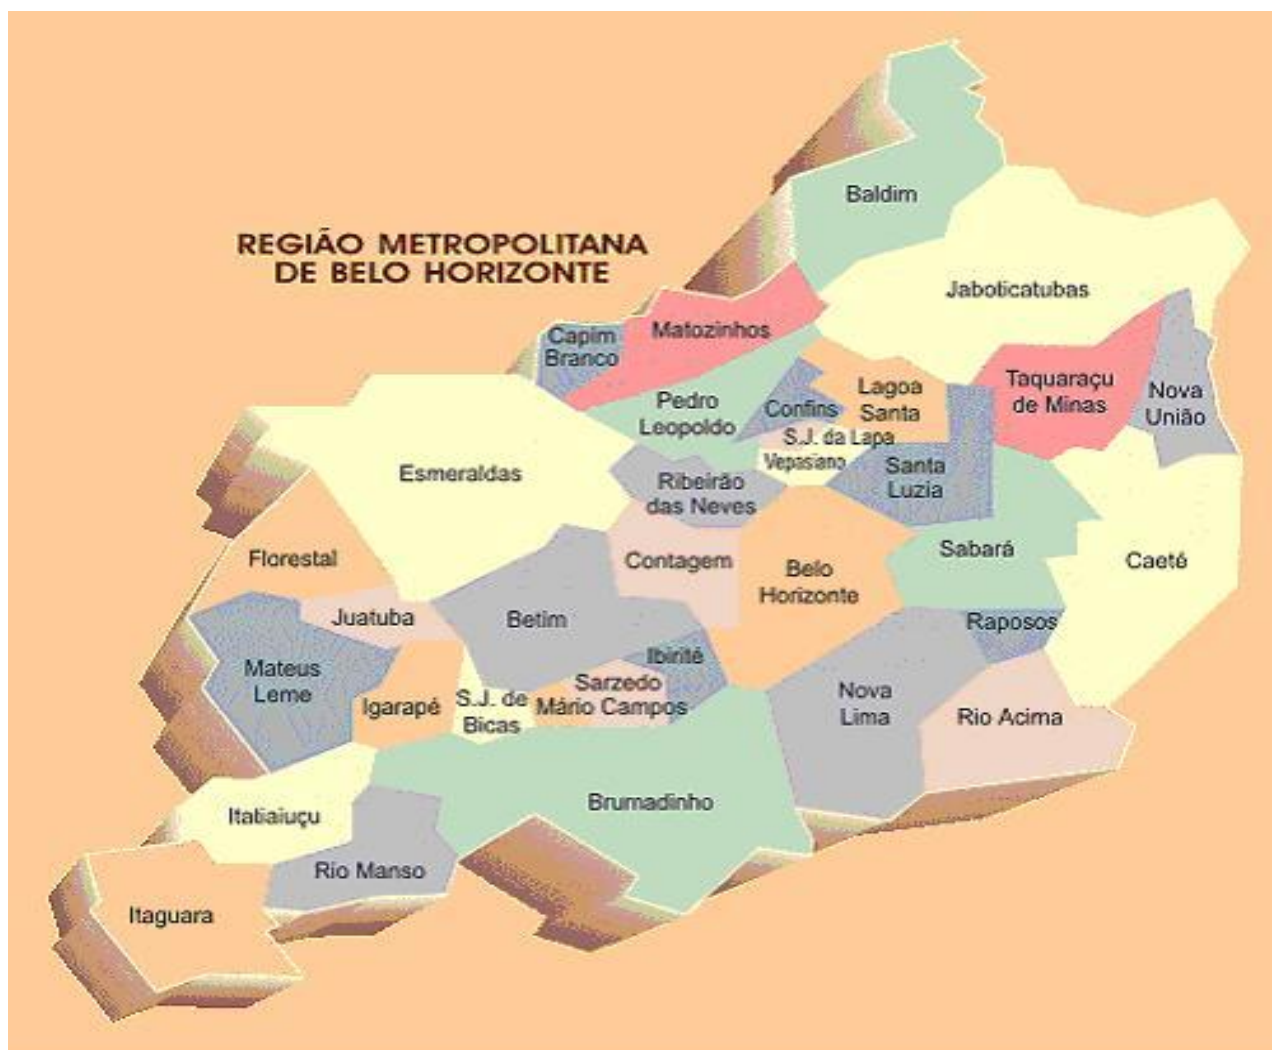 REGIÃO METROPOLITANA
DE BELO HORIZONTE
Baldim
Jaboticatubas
Matozinhos
Capim
Branco
Lagoa
Santa
Taquaraçu
de Minas
Nova
União
Pedro
Leopoldo
Confins
S.J. da Lapa
Vepasiano
Esmeraldas
Ribeirão
das Neves
Santa
Luzia
Florestal
Contagem
Belo
Horizonte
Sabará
Caeté
Juatuba
Betim
Raposos
Mateus
Leme
Igarapé
S.J. de
Bicas
Ibirité
Sarzedo
Mário Campos
Nova
Lima
Rio Acima
Itatiaiuçu
Brumadinho
Rio Manso
Itaguara